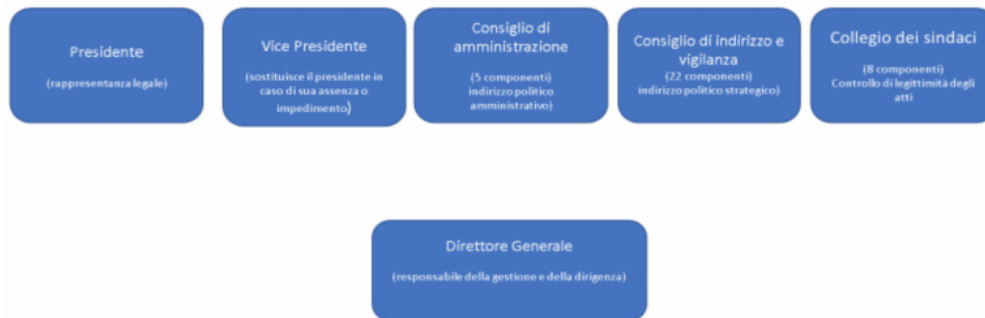 Presidente
(rappresentanza legale)
Vice Presidente
(sostituisce il presidente in
caso di sua assenza o
impedimento)
Consiglio di
amministrazione
(5 componenti)
indirizzo politico
amministrativo)
Consiglio di indirizzo e
vigilanza
(22 componenti)
indirizzo politico strategico)
Collegio dei sindaci
(8 componenti)
Controllo di legittimità degli
atti
Direttore Generale
(responsabile della gestione e della dirigenza)